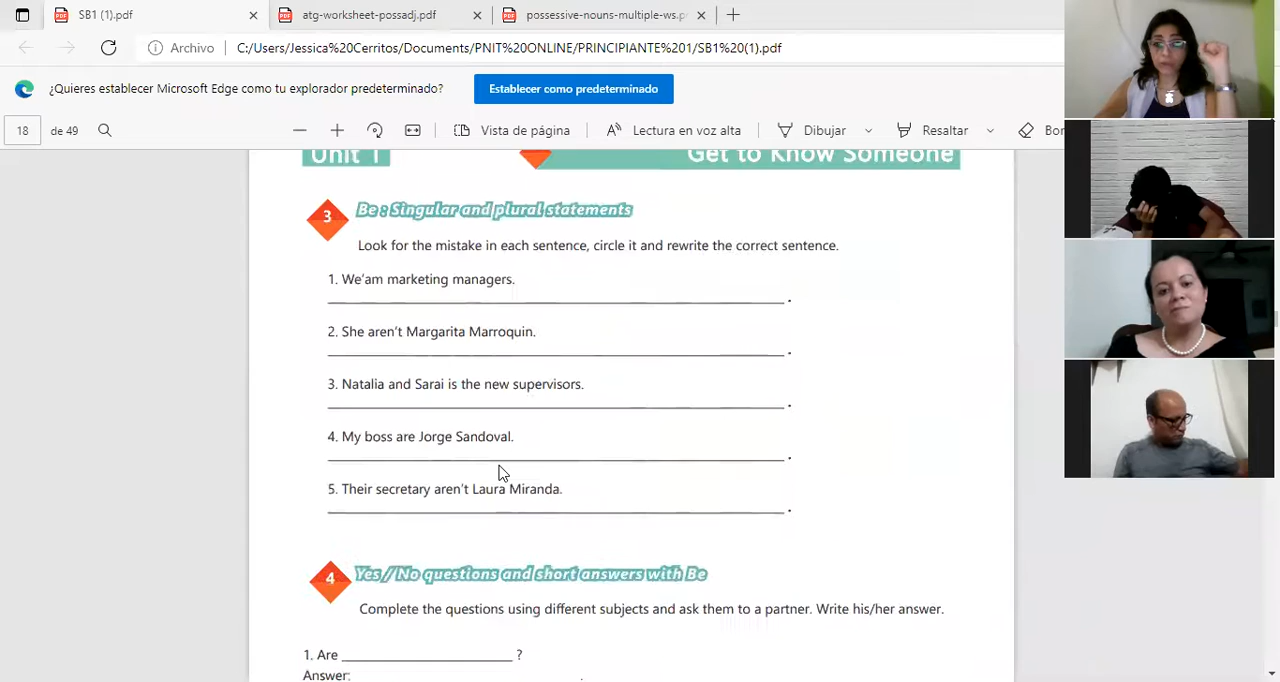 SB1 (1).pdf
atg-worksheet-possadj.pdf
possessive-nouns-multiple-ws.p
Archivo
C:/Users/Jessica%20Cerritos/Documents/PNIT%20ONLINE/PRINCIPIANTE%201/SB1%20(1).pdf
¿Quieres establecer Microsoft Edge como tu explorador predeterminado?
Establecer como predeterminado
18
de 49
Vista de página
Lectura en voz alta
Dibujar
Resaltar
Bor
Unit 1
Get to Know Someone
3
Be : Singular and plural statements
Look for the mistake in each sentence, circle it and rewrite the correct sentence.
1. We'am marketing managers.
2. She aren't Margarita Marroquin.
3. Natalia and Sarai is the new supervisors.
4. My boss are Jorge Sandoval.
5. Their secretary aren't Laura Miranda.
4
Yes / No questions and short answers with Be
Complete the questions using different subjects and ask them to a partner. Write his/her answer.
1. Are ?
Answer: